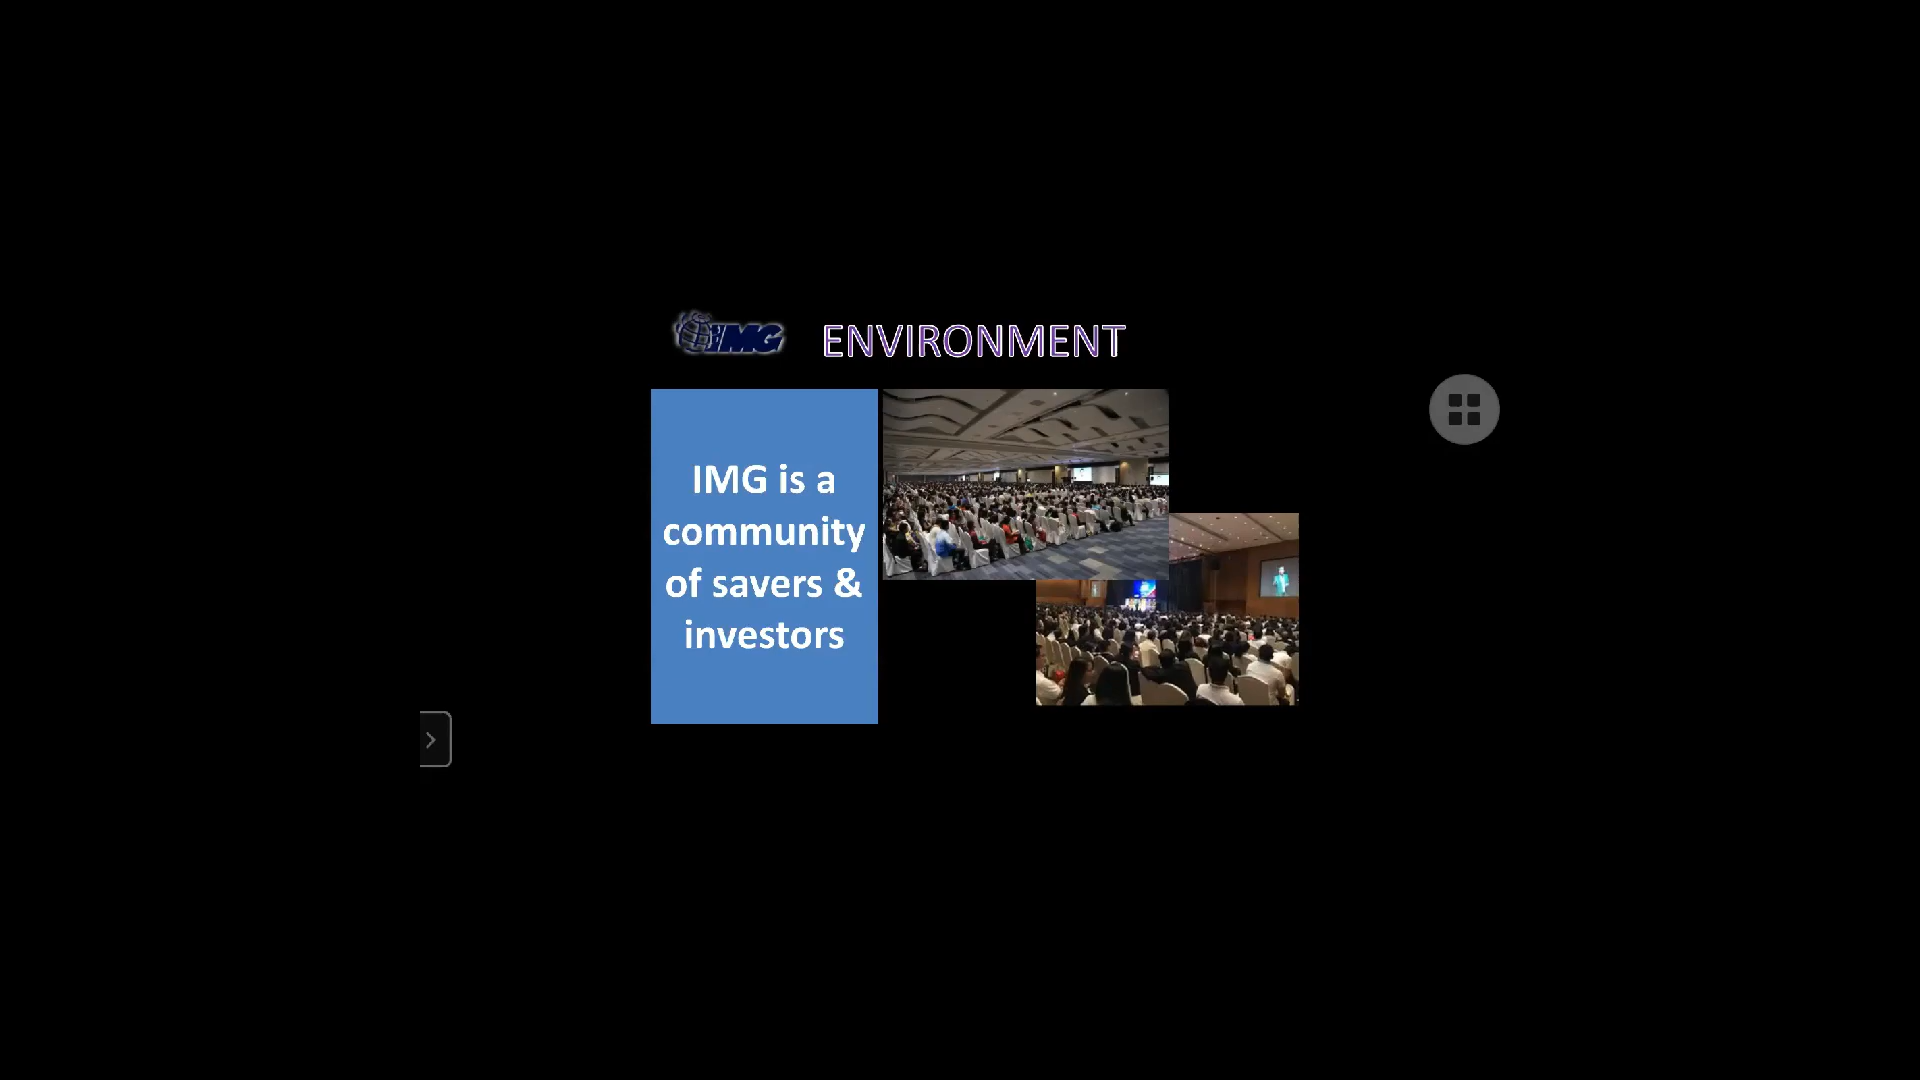 IMG
ENVIRONMENT
IMG is a
community
of savers &
investors